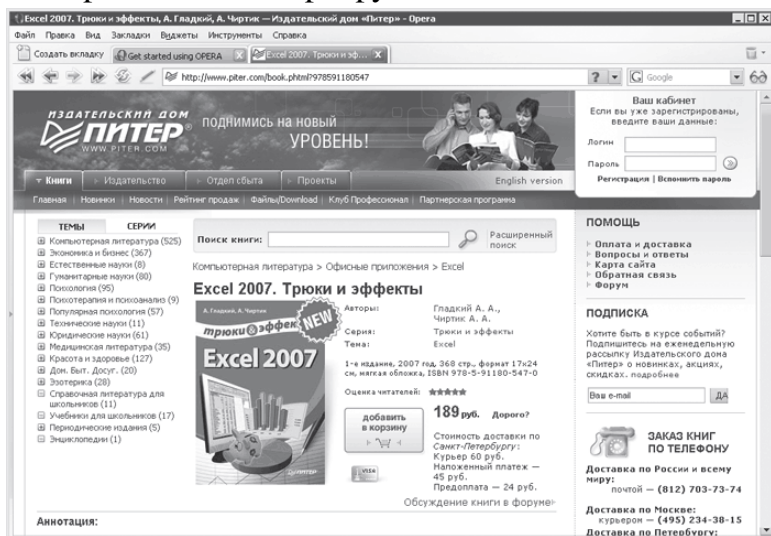 Excel 2007. Трюки и эффекты, А. Гладкий, А. Чиртик — Издательский дом «Питер» - Opera
Файл Правка Вид Закладки Виджеты Инструменты Справка
Создать вкладку Get started using OPERA Excel 2007. Трюки и эф...
http://www.piter.com/book.phtml?978591180547
Google
ИЗДАТЕЛЬСКИЙ ДОМ
ПИТЕР®
WWW.PITER.COM
ПОДНИМИСЬ НА НОВЫЙ
УРОВЕНЬ!
Ваш кабинет
Если вы уже зарегистрированы,
введите ваши данные:
Логин
Пароль
Регистрация | Вспомнить пароль
Книги Издательство Отдел сбыта Проекты English version
Главная | Новинки | Новости | Рейтинг продаж | Файлы/Download | Клуб Профессионал | Партнерская программа
ТЕМЫ СЕРИИ
Компьютерная литература (525)
Экономика и бизнес (367)
Естественные науки (8)
Гуманитарные науки (80)
Психология (95)
Психотерапия и психоанализ (9)
Популярная психология (57)
Технические науки (11)
Юридические науки (61)
Медицинская литература (35)
Красота и здоровье (127)
Дом. Быт. Досуг. (20)
Эзотерика (28)
Справочная литература для
школьников (11)
Учебники для школьников (17)
Периодические издания (5)
Энциклопедии (1)
Поиск книги:
Расширенный
поиск
Компьютерная литература > Офисные приложения > Excel
Excel 2007. Трюки и эффекты
А. Гладкий, А. Чиртик
трюки & эффекты
NEW
Excel 2007
ПИТЕР
Авторы: Гладкий А. А.,
Чиртик А. А.
Серия: Трюки и эффекты
Тема: Excel
1-е издание, 2007 год, 368 стр., формат 17x24
см, мягкая обложка, ISBN 978-5-91180-547-0
Оценка читателей:
добавить
в корзину
VISA
189 руб. Дорого?
Стоимость доставки по
Санкт-Петербургу:
Курьер 60 руб.
Наложенный платеж —
45 руб.
Предоплата — 24 руб.
Обсуждение книги в форуме
Аннотация:
ПОМОЩЬ
Оплата и доставка
Вопросы и ответы
Карта сайта
Обратная связь
Форум
ПОДПИСКА
Хотите быть в курсе событий?
Подпишитесь на еженедельную
рассылку Издательского дома
«Питер» о новинках, акциях,
скидках. подробнее
Ваш e-mail ДА
ЗАКАЗ КНИГ
ПО ТЕЛЕФОНУ
Доставка по России и всему
миру:
почтой — (812) 703-73-74
Доставка по Москве:
курьером — (495) 234-38-15
Доставка по Петербургу: